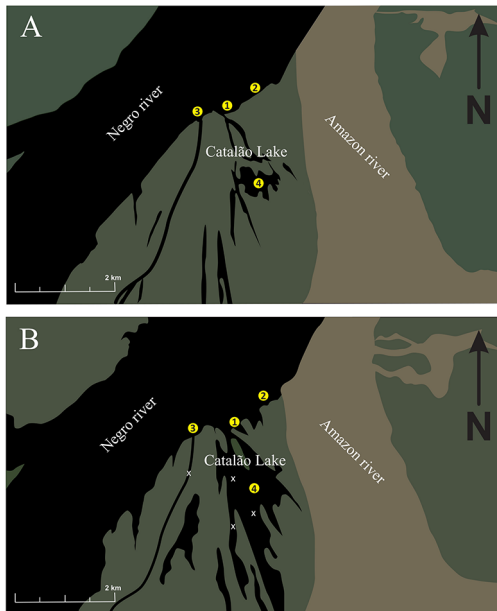 A
Negro river
3
1
2
Catalão Lake
4
Amazon river
N
2 km
B
Negro river
3
1
2
Catalão Lake
x
x
4
x
x
Amazon river
N
2 km